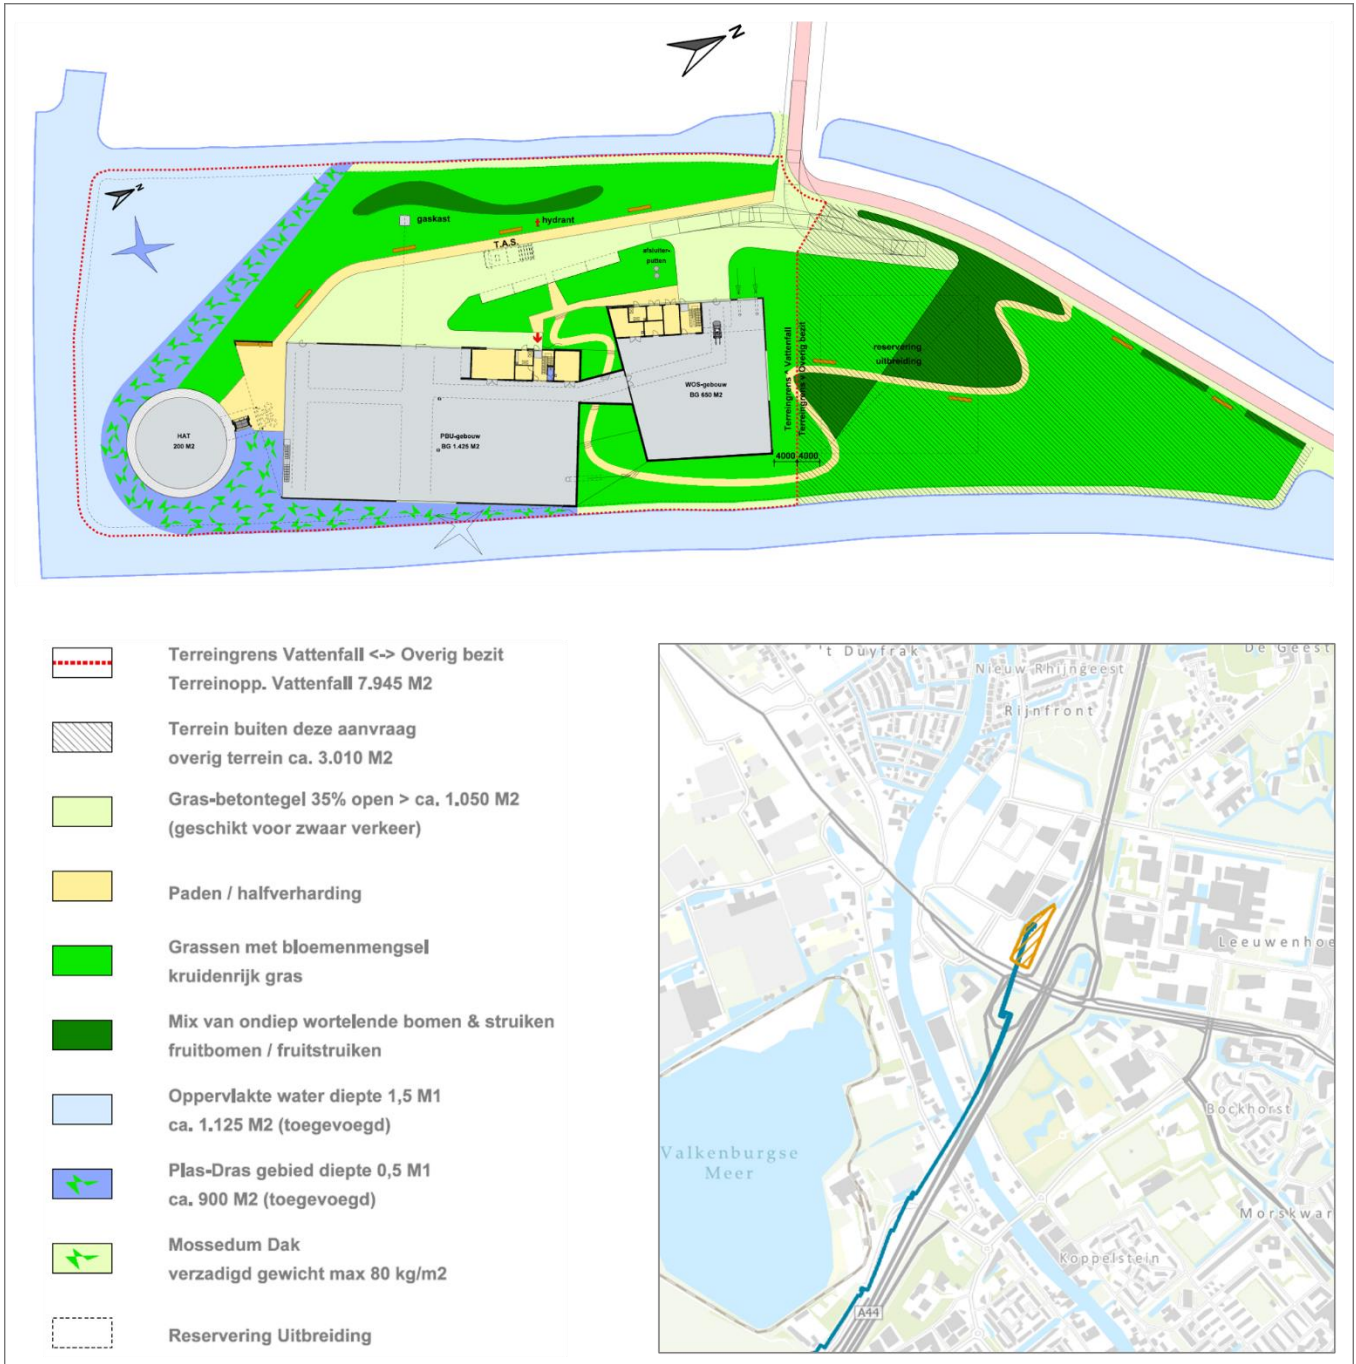 N
N
gaskast
hydrant
T.A.S.
afsluiter-
putten
reservering
uitbreiding
Terreingrens < Vattenfall
Terreingrens > Overig bezit
WOS-gebouw
BG 650 M2
PBU-gebouw
BG 1.425 M2
HAT
200 M2
4000 4000
Terreingrens Vattenfall <-> Overig bezit
Terreinopp. Vattenfall 7.945 M2
Terrein buiten deze aanvraag
overig terrein ca. 3.010 M2
Gras-betontegel 35% open > ca. 1.050 M2
(geschikt voor zwaar verkeer)
Paden / halfverharding
Grassen met bloemenmengsel
kruidenrijk gras
Mix van ondiep wortelende bomen & struiken
fruitbomen / fruitstruiken
Oppervlakte water diepte 1,5 M1
ca. 1.125 M2 (toegevoegd)
Plas-Dras gebied diepte 0,5 M1
ca. 900 M2 (toegevoegd)
Mossedum Dak
verzadigd gewicht max 80 kg/m2
Reservering Uitbreiding
't Duyfrak
De Geest
Nieuw Rhijngeest
Rijnfront
Leeuwenhoe
Bockhorst
Valkenburgse
Meer
Morskwar
Koppelstein
A44